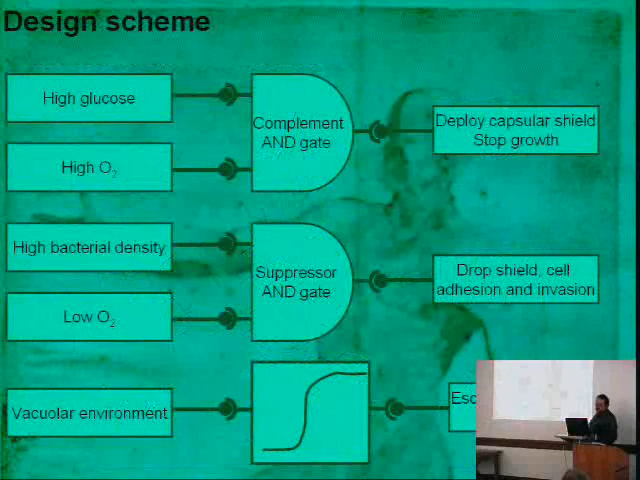 Design scheme
High glucose
Complement
AND gate
Deploy capsular shield
Stop growth
High O2
High bacterial density
Suppressor
AND gate
Drop shield, cell
adhesion and invasion
Low O2
Vacuolar environment